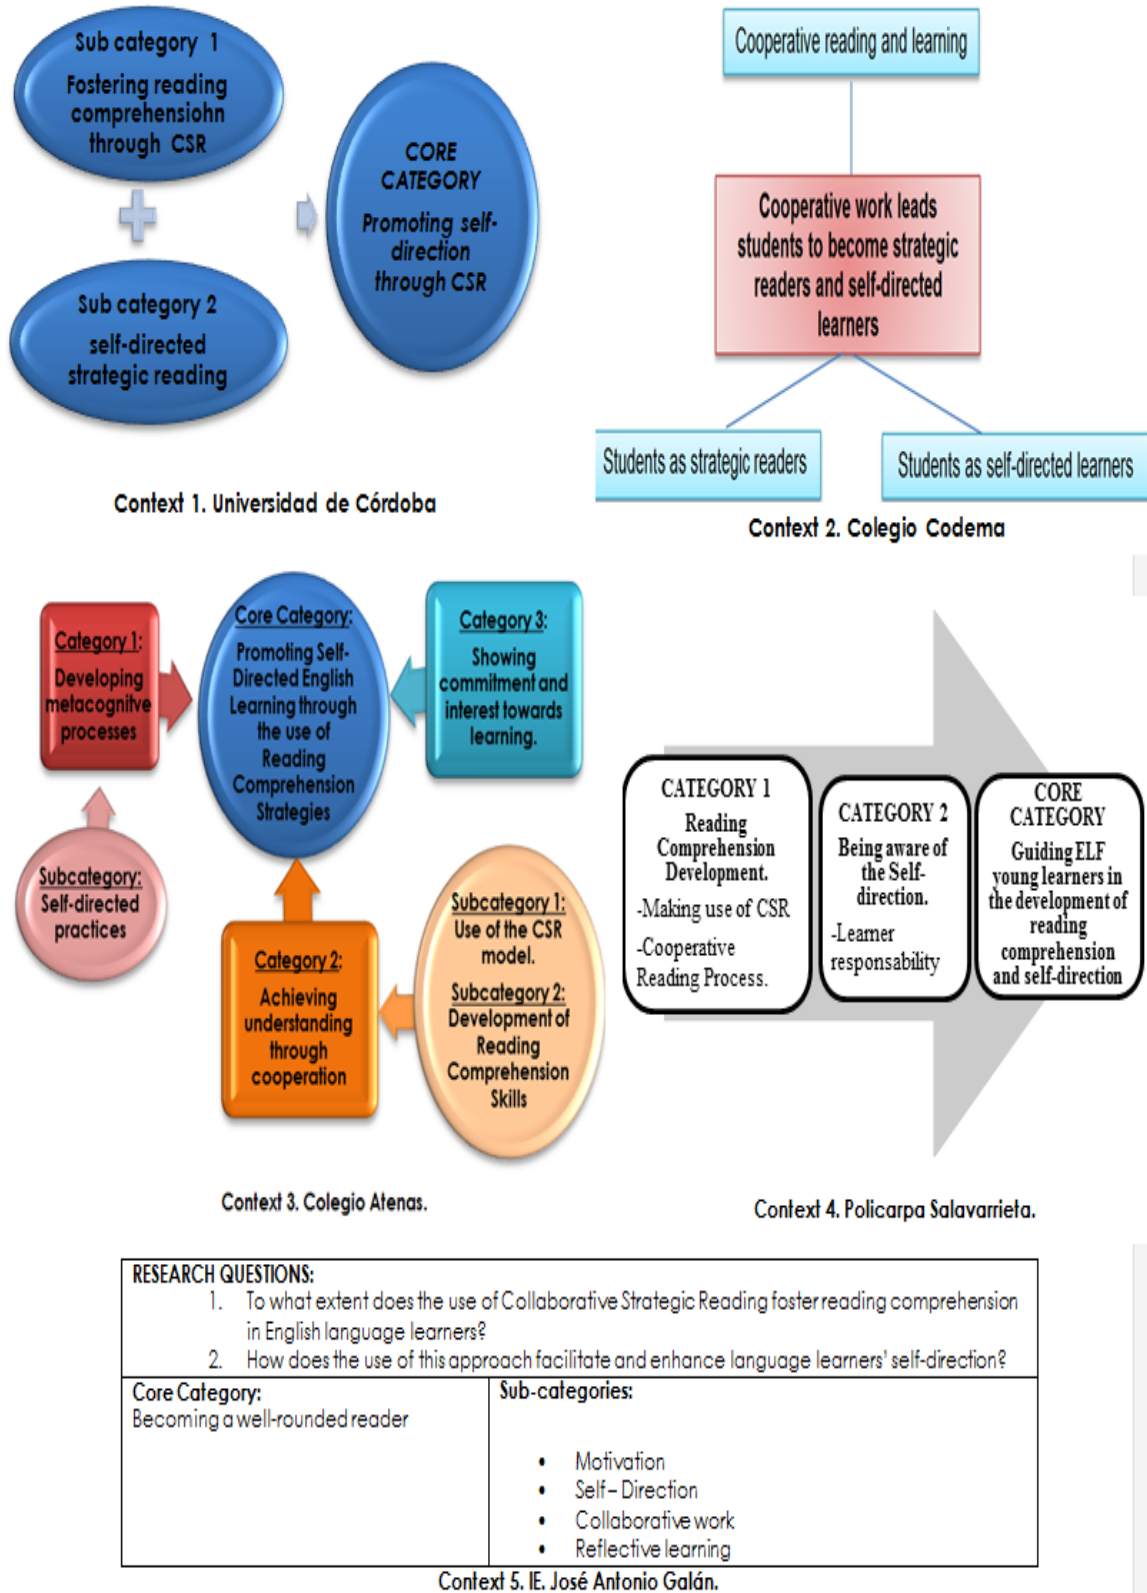 Sub category 1
Fostering reading
comprehensiohn
through CSR
Sub category 2
self-directed
strategic reading
CORE
CATEGORY
Promoting self-
direction
through CSR
Context 1. Universidad de Córdoba
Cooperative reading and learning
Cooperative work leads
students to become strategic
readers and self-directed
learners
Students as strategic readers
Students as self-directed learners
Context 2. Colegio Codema
Category 1:
Developing
metacognitve
processes
Subcategory:
Self-directed
practices
Core Category:
Promoting Self-
Directed English
Learning through
the use of
Reading
Comprehension
Strategies
Category 3:
Showing
commitment and
interest towards
learning.
Category 2:
Achieving
understanding
through
cooperation
Subcategory 1:
Use of the CSR
model.
Subcategory 2:
Development of
Reading
Comprehension
Skills
Context 3. Colegio Atenas.
CATEGORY 1
Reading
Comprehension
Development.
-Making use of CSR
-Cooperative
Reading Process.
CATEGORY 2
Being aware of
the Self-
direction.
-Learner
responsability
CORE
CATEGORY
Guiding ELF
young learners in
the development of
reading
comprehension
and self-direction
Context 4. Policarpa Salavarrieta.
RESEARCH QUESTIONS:
1. To what extent does the use of Collaborative Strategic Reading foster reading comprehension
in English language learners?
2. How does the use of this approach facilitate and enhance language learners' self-direction?
Core Category:
Becoming a well-rounded reader
Sub-categories:
• Motivation
• Self – Direction
• Collaborative work
• Reflective learning
Context 5. IE. José Antonio Galán.